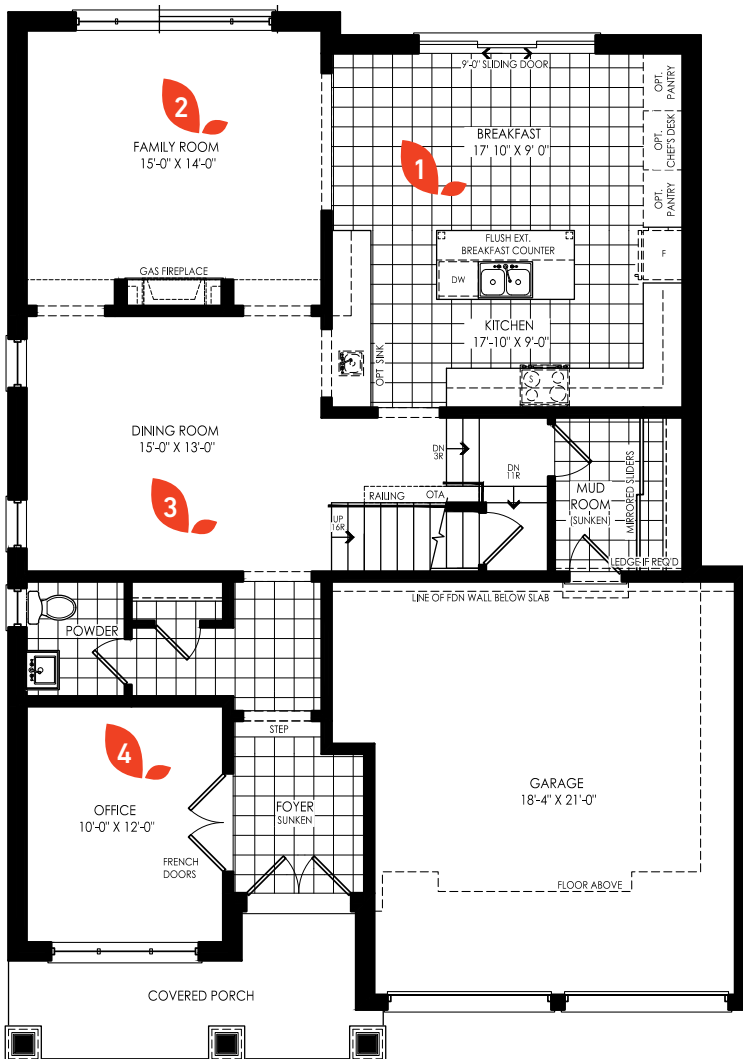 9'-0" SLIDING DOOR
OPT.
PANTRY
2
FAMILY ROOM
15'-0" X 14'-0"
BREAKFAST
17' 10" X 9' 0"
OPT.
CHEF'S DESK
1
OPT.
PANTRY
FLUSH EXT.
BREAKFAST COUNTER
F
GAS FIREPLACE
DW
KITCHEN
17'-10" X 9'-0"
OPT SINK
S
DINING ROOM
15'-0" X 13'-0"
DN
3R
DN
11R
MUD
ROOM
(SUNKEN)
MIRRORED SLIDERS
3
RAILING
OTA
UP
16R
LEDGE IF REQ'D
LINE OF FDN WALL BELOW SLAB
POWDER
STEP
4
OFFICE
10'-0" X 12'-0"
FOYER
SUNKEN
GARAGE
18'-4" X 21'-0"
FRENCH
DOORS
FLOOR ABOVE
COVERED PORCH